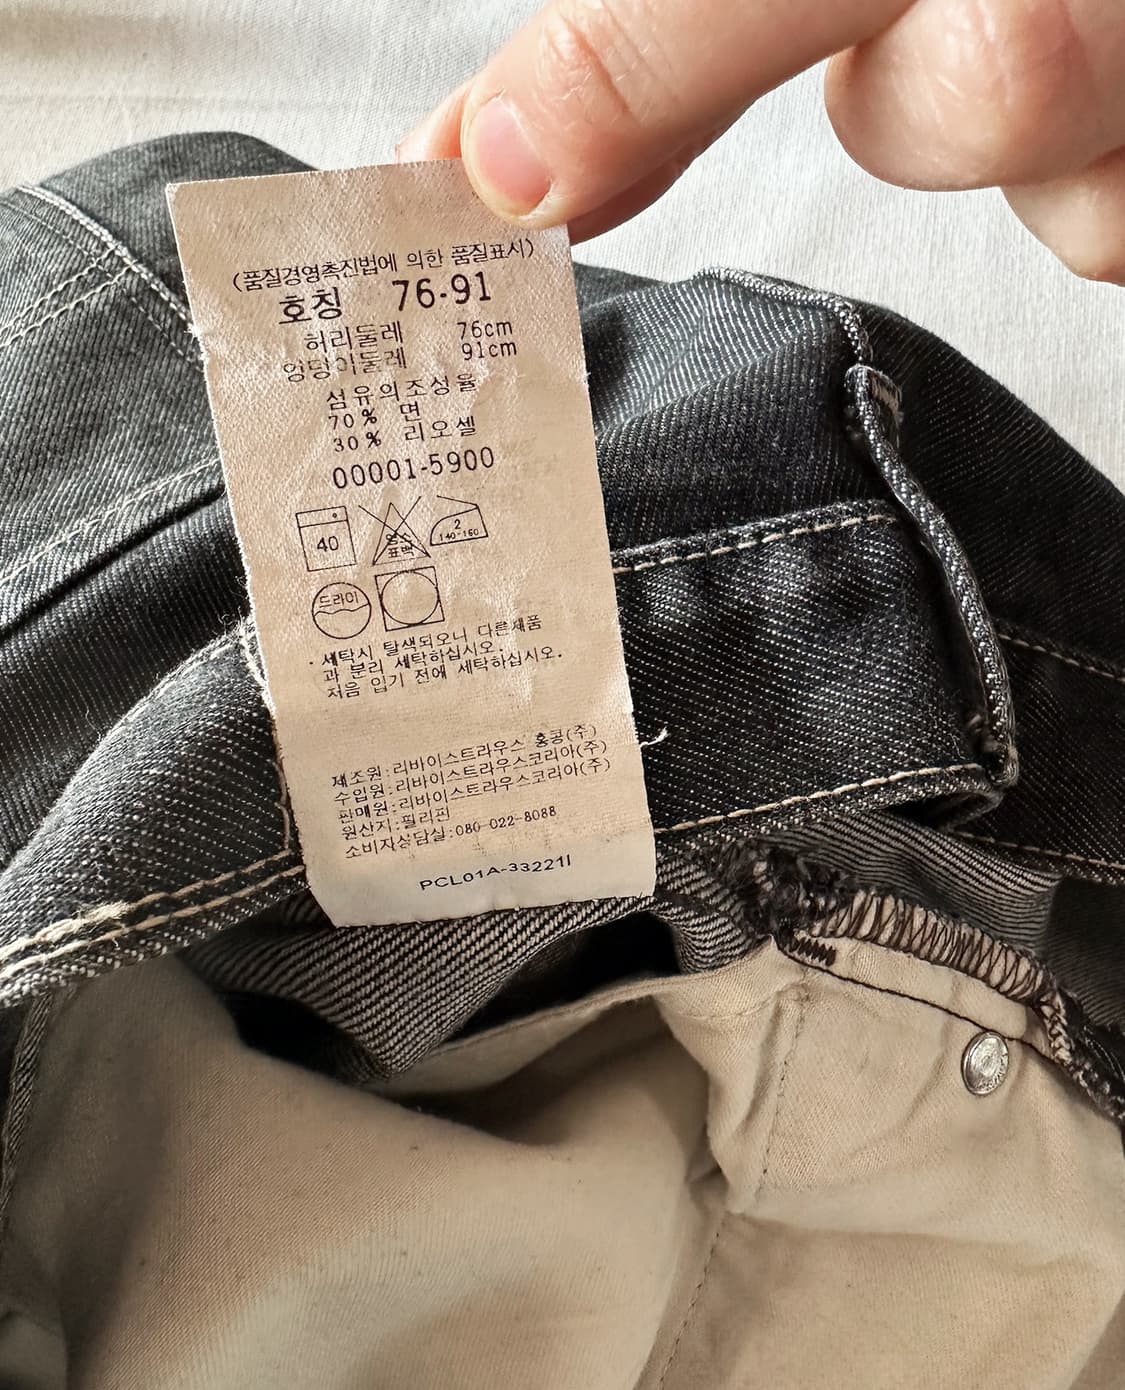 (품질경영촉진법에 의한 품질표시)
호칭 76-91
허리둘레 76cm
엉덩이둘레 91cm
섬유의조성율
70% 면
30% 리오셀
00001-5900
40
염소
표백
2
140~160
드라이
· 세탁시 탈색되오니 다른제품
과 분리 세탁하십시오.
처음 입기 전에 세탁하십시오.
제조원:리바이스트라우스 홍콩(주)
수입원:리바이스트라우스코리아(주)
판매원:리바이스트라우스코리아(주)
원산지:필리핀
소비자상담실:080-022-8088
PCL01A-33221I